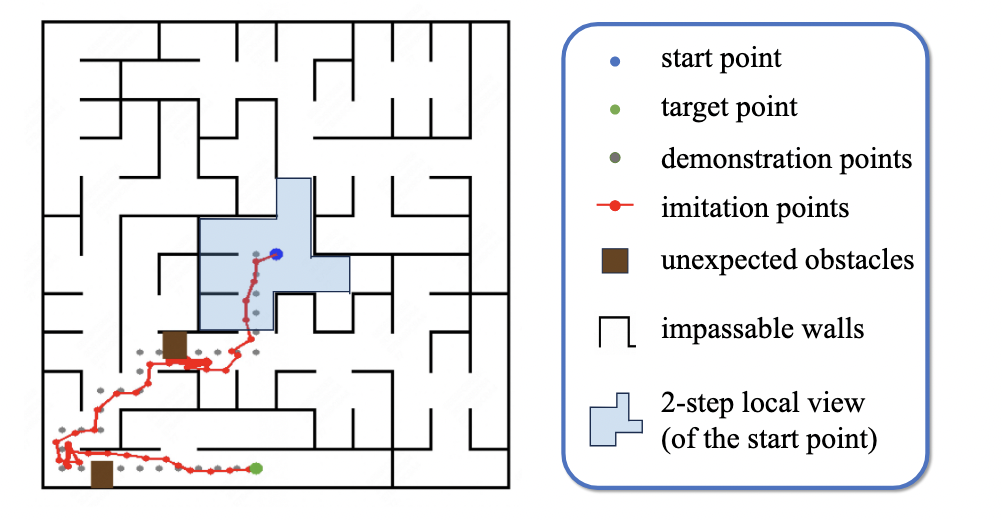 start point
target point
demonstration points
imitation points
unexpected obstacles
impassable walls
2-step local view
(of the start point)